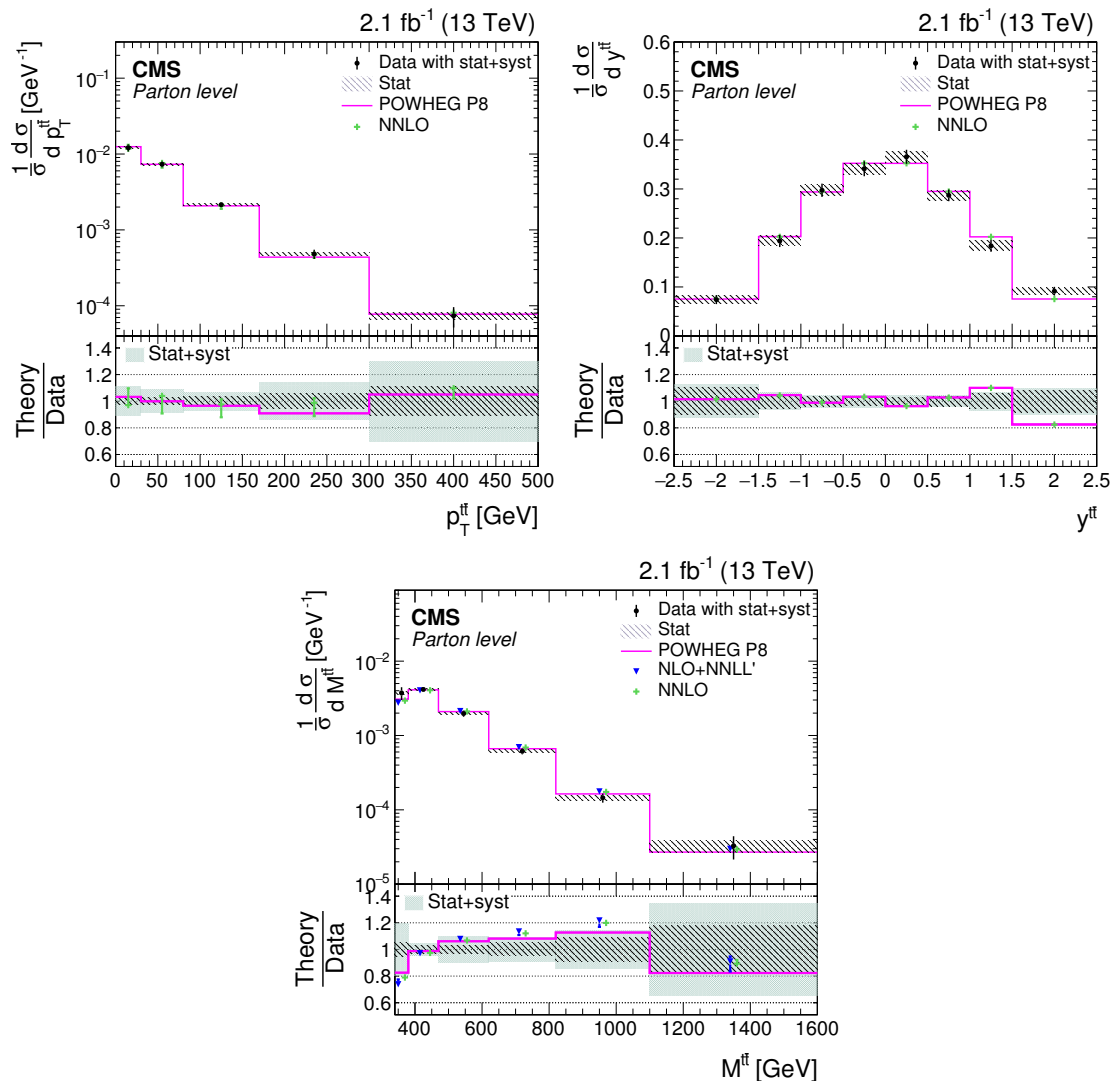 2.1 fb⁻¹ (13 TeV)
CMS
Parton level
Data with stat+syst
Stat
POWHEG P8
NNLO
1/σ dσ/dp_T^{tt̄} [GeV⁻¹]
10⁻¹
10⁻²
10⁻³
10⁻⁴
Stat+syst
Theory/Data
1.4
1.2
1
0.8
0.6
0 50 100 150 200 250 300 350 400 450 500
p_T^{tt̄} [GeV]
2.1 fb⁻¹ (13 TeV)
CMS
Parton level
Data with stat+syst
Stat
POWHEG P8
NNLO
1/σ dσ/dy^{tt̄}
0.6
0.5
0.4
0.3
0.2
0.1
0
Stat+syst
Theory/Data
1.4
1.2
1
0.8
0.6
−2.5 −2 −1.5 −1 −0.5 0 0.5 1 1.5 2 2.5
y^{tt̄}
2.1 fb⁻¹ (13 TeV)
CMS
Parton level
Data with stat+syst
Stat
POWHEG P8
NLO+NNLL'
NNLO
1/σ dσ/dM^{tt̄} [GeV⁻¹]
10⁻²
10⁻³
10⁻⁴
10⁻⁵
Stat+syst
Theory/Data
1.4
1.2
1
0.8
0.6
400 600 800 1000 1200 1400 1600
M^{tt̄} [GeV]